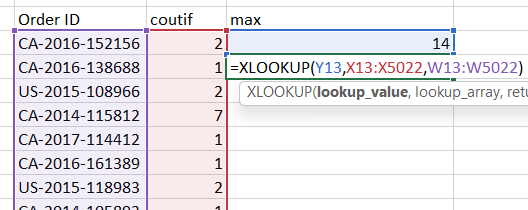 Order ID coutif max
CA-2016-152156 2 14
CA-2016-138688 1 =XLOOKUP(Y13,X13:X5022,W13:W5022)
US-2015-108966 2 XLOOKUP(lookup_value, lookup_array, retu
CA-2014-115812 7
CA-2017-114412 1
CA-2016-161389 1
US-2015-118983 2